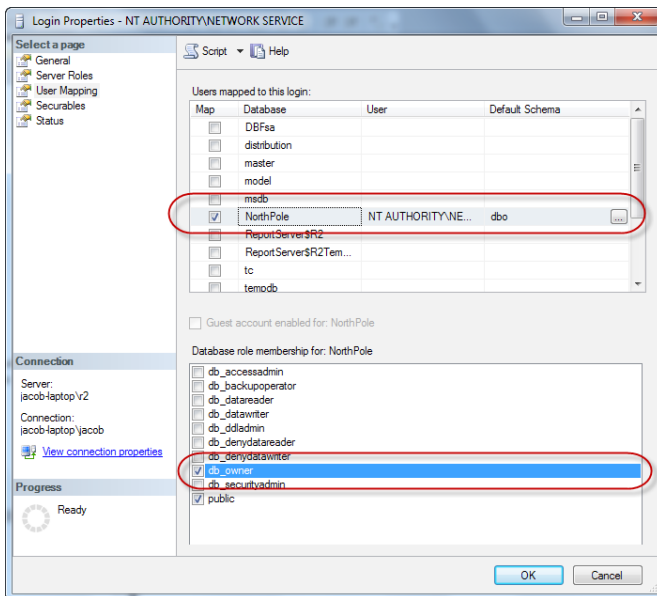 Login Properties - NT AUTHORITY\NETWORK SERVICE
Select a page
General
Server Roles
User Mapping
Securables
Status
Script Help
Users mapped to this login:
Map Database User Default Schema
DBFsa
distribution
master
model
msdb
NorthPole NT AUTHORITY\NE... dbo ...
ReportServer$R2
ReportServer$R2Tem...
tc
tempdb
Guest account enabled for: NorthPole
Database role membership for: NorthPole
db_accessadmin
db_backupoperator
db_datareader
db_datawriter
db_ddladmin
db_denydatareader
db_denydatawriter
db_owner
db_securityadmin
public
Connection
Server:
jacob-laptop\r2
Connection:
jacob-laptop\jacob
View connection properties
Progress
Ready
OK Cancel